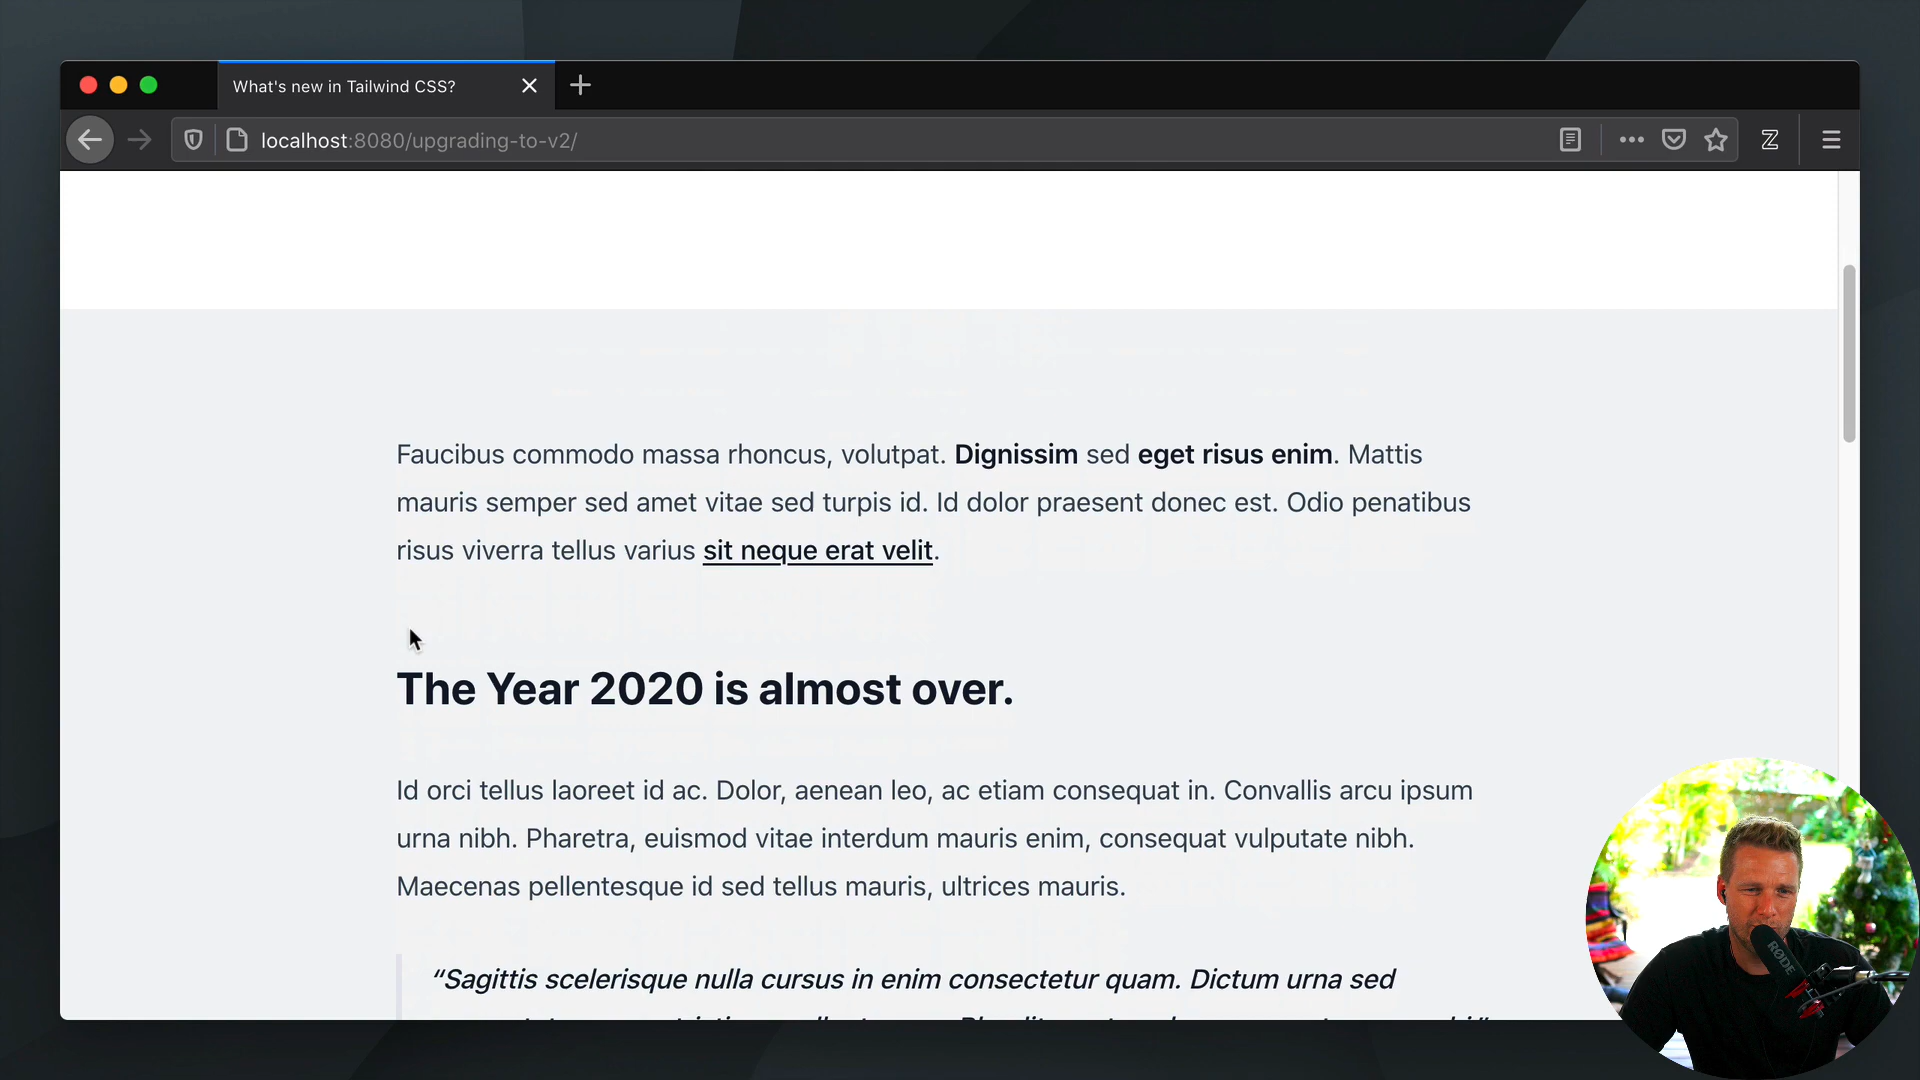 What's new in Tailwind CSS?
localhost:8080/upgrading-to-v2/
Faucibus commodo massa rhoncus, volutpat. Dignissim sed eget risus enim. Mattis
mauris semper sed amet vitae sed turpis id. Id dolor praesent donec est. Odio penatibus
risus viverra tellus varius sit neque erat velit.
The Year 2020 is almost over.
Id orci tellus laoreet id ac. Dolor, aenean leo, ac etiam consequat in. Convallis arcu ipsum
urna nibh. Pharetra, euismod vitae interdum mauris enim, consequat vulputate nibh.
Maecenas pellentesque id sed tellus mauris, ultrices mauris.
“Sagittis scelerisque nulla cursus in enim consectetur quam. Dictum urna sed
RØDE